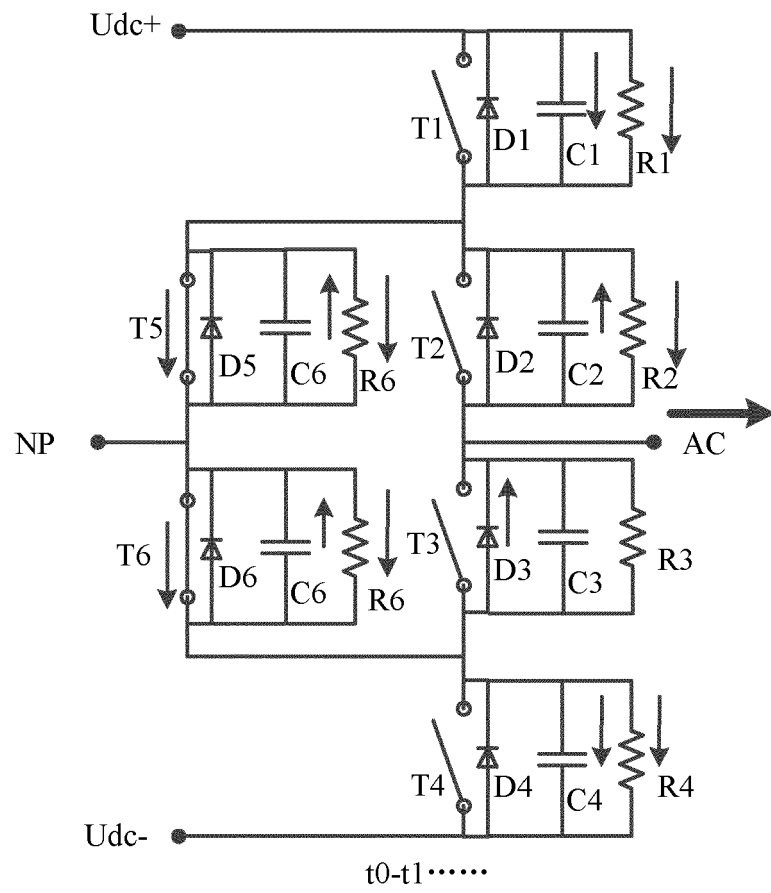 Udc+
T1
D1
C1
R1
T5
D5
C6
R6
T2
D2
C2
R2
NP
AC
T6
D6
C6
R6
T3
D3
C3
R3
T4
D4
C4
R4
Udc-
t0-t1……